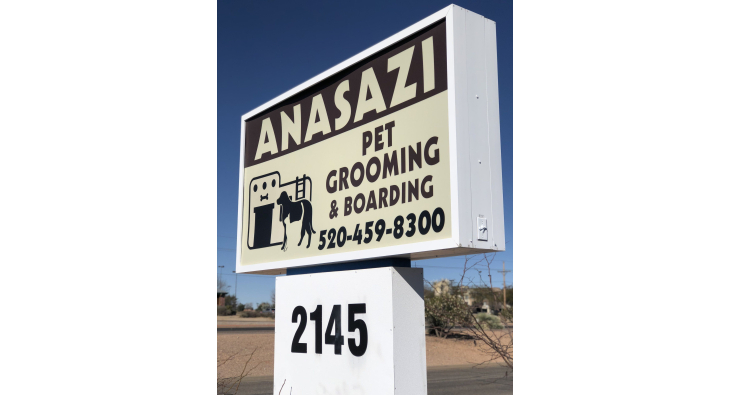 ANASAZI
PET
GROOMING
& BOARDING
520-459-8300
2145